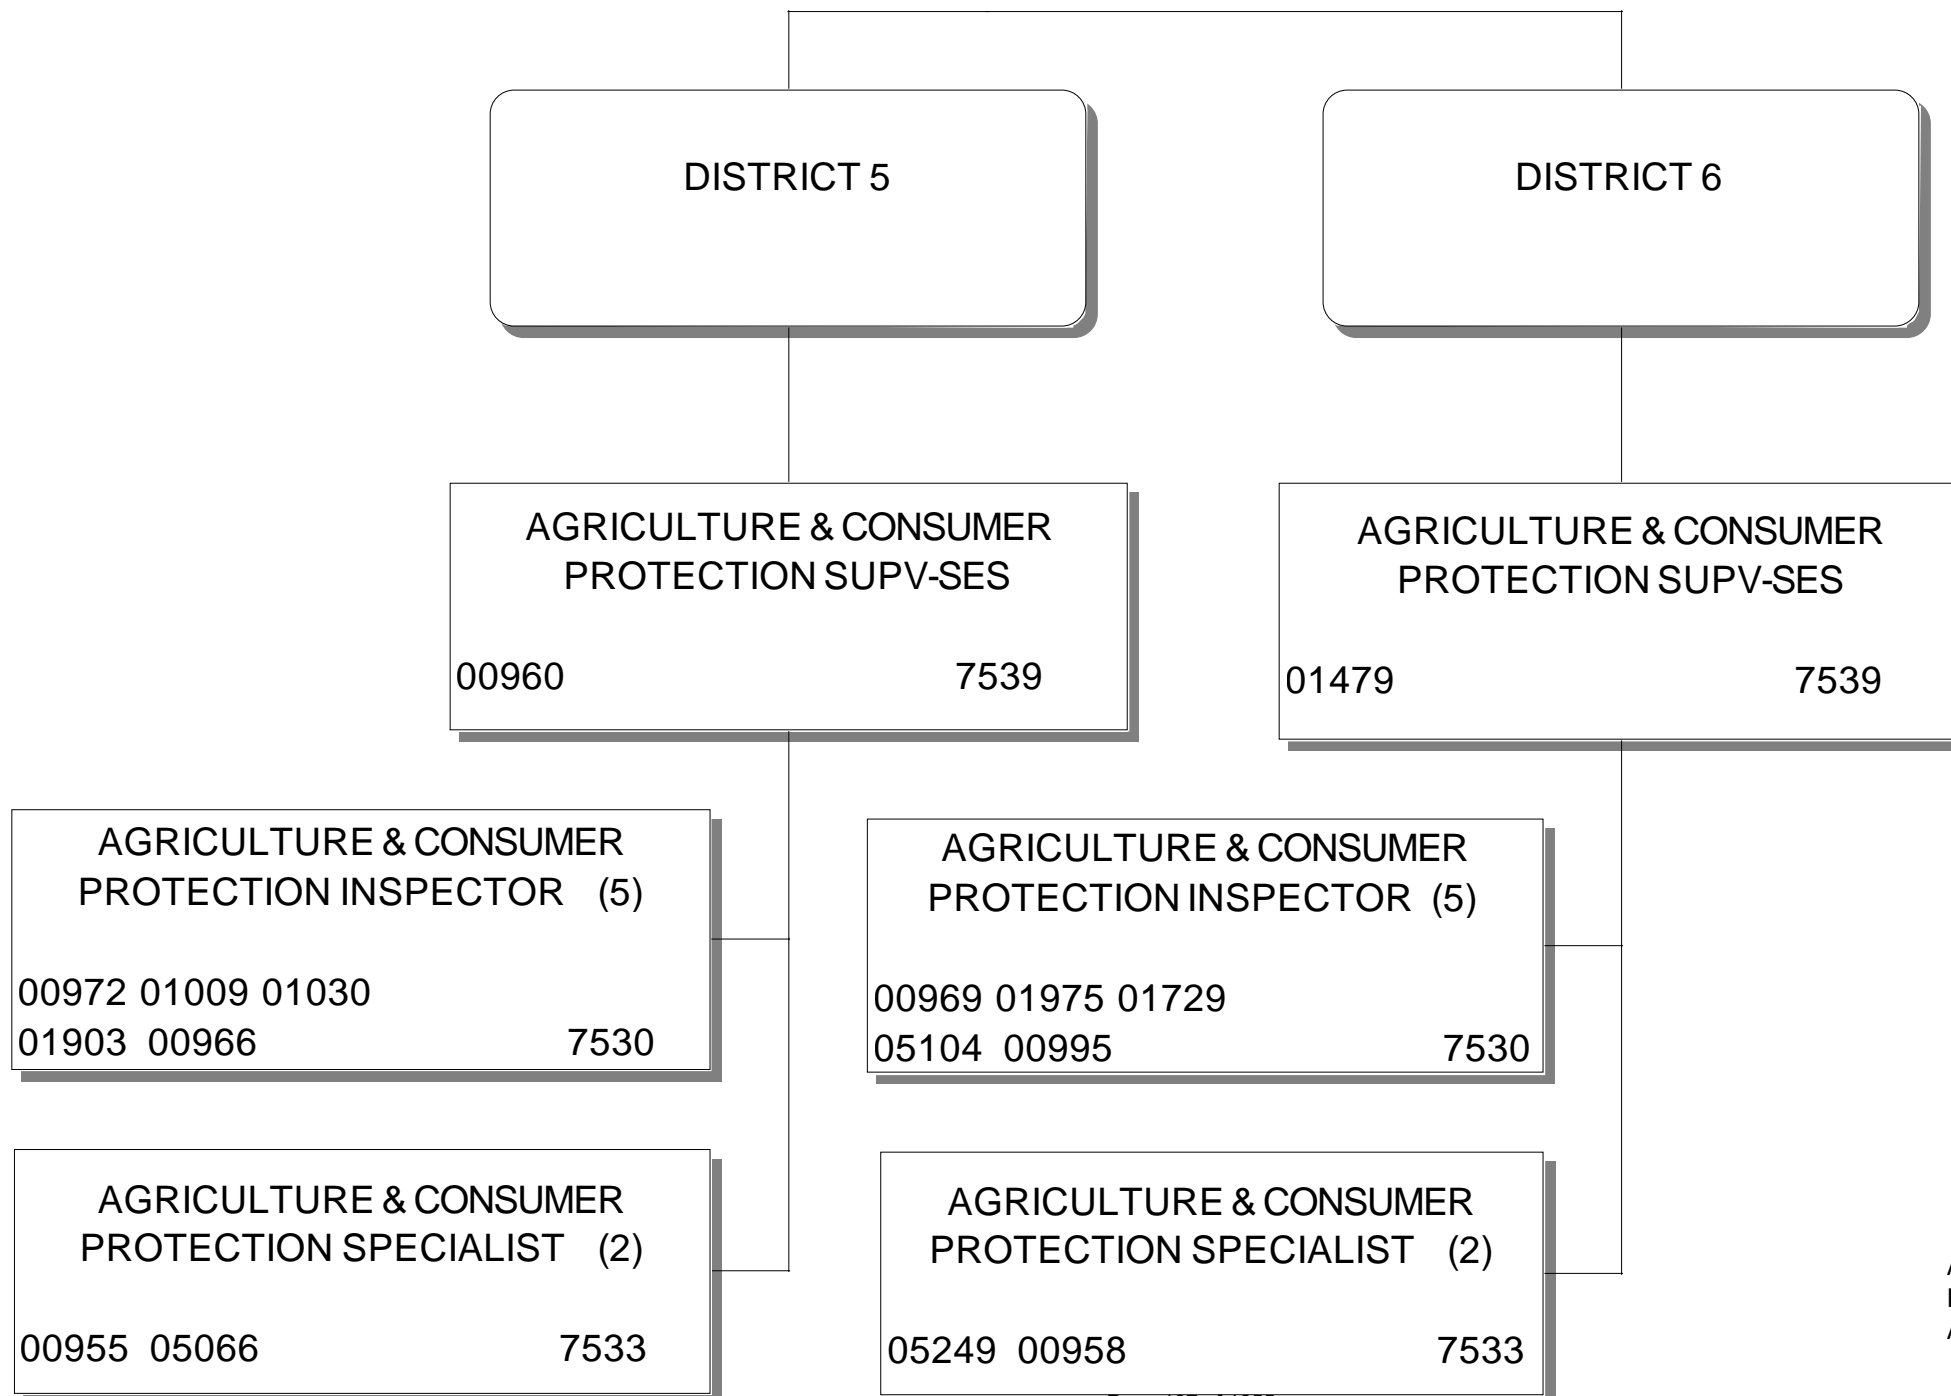 DISTRICT 5
DISTRICT 6
AGRICULTURE & CONSUMER
PROTECTION SUPV-SES
00960 7539
AGRICULTURE & CONSUMER
PROTECTION SUPV-SES
01479 7539
AGRICULTURE & CONSUMER
PROTECTION INSPECTOR (5)
00972 01009 01030
01903 00966 7530
AGRICULTURE & CONSUMER
PROTECTION INSPECTOR (5)
00969 01975 01729
05104 00995 7530
AGRICULTURE & CONSUMER
PROTECTION SPECIALIST (2)
00955 05066 7533
AGRICULTURE & CONSUMER
PROTECTION SPECIALIST (2)
05249 00958 7533